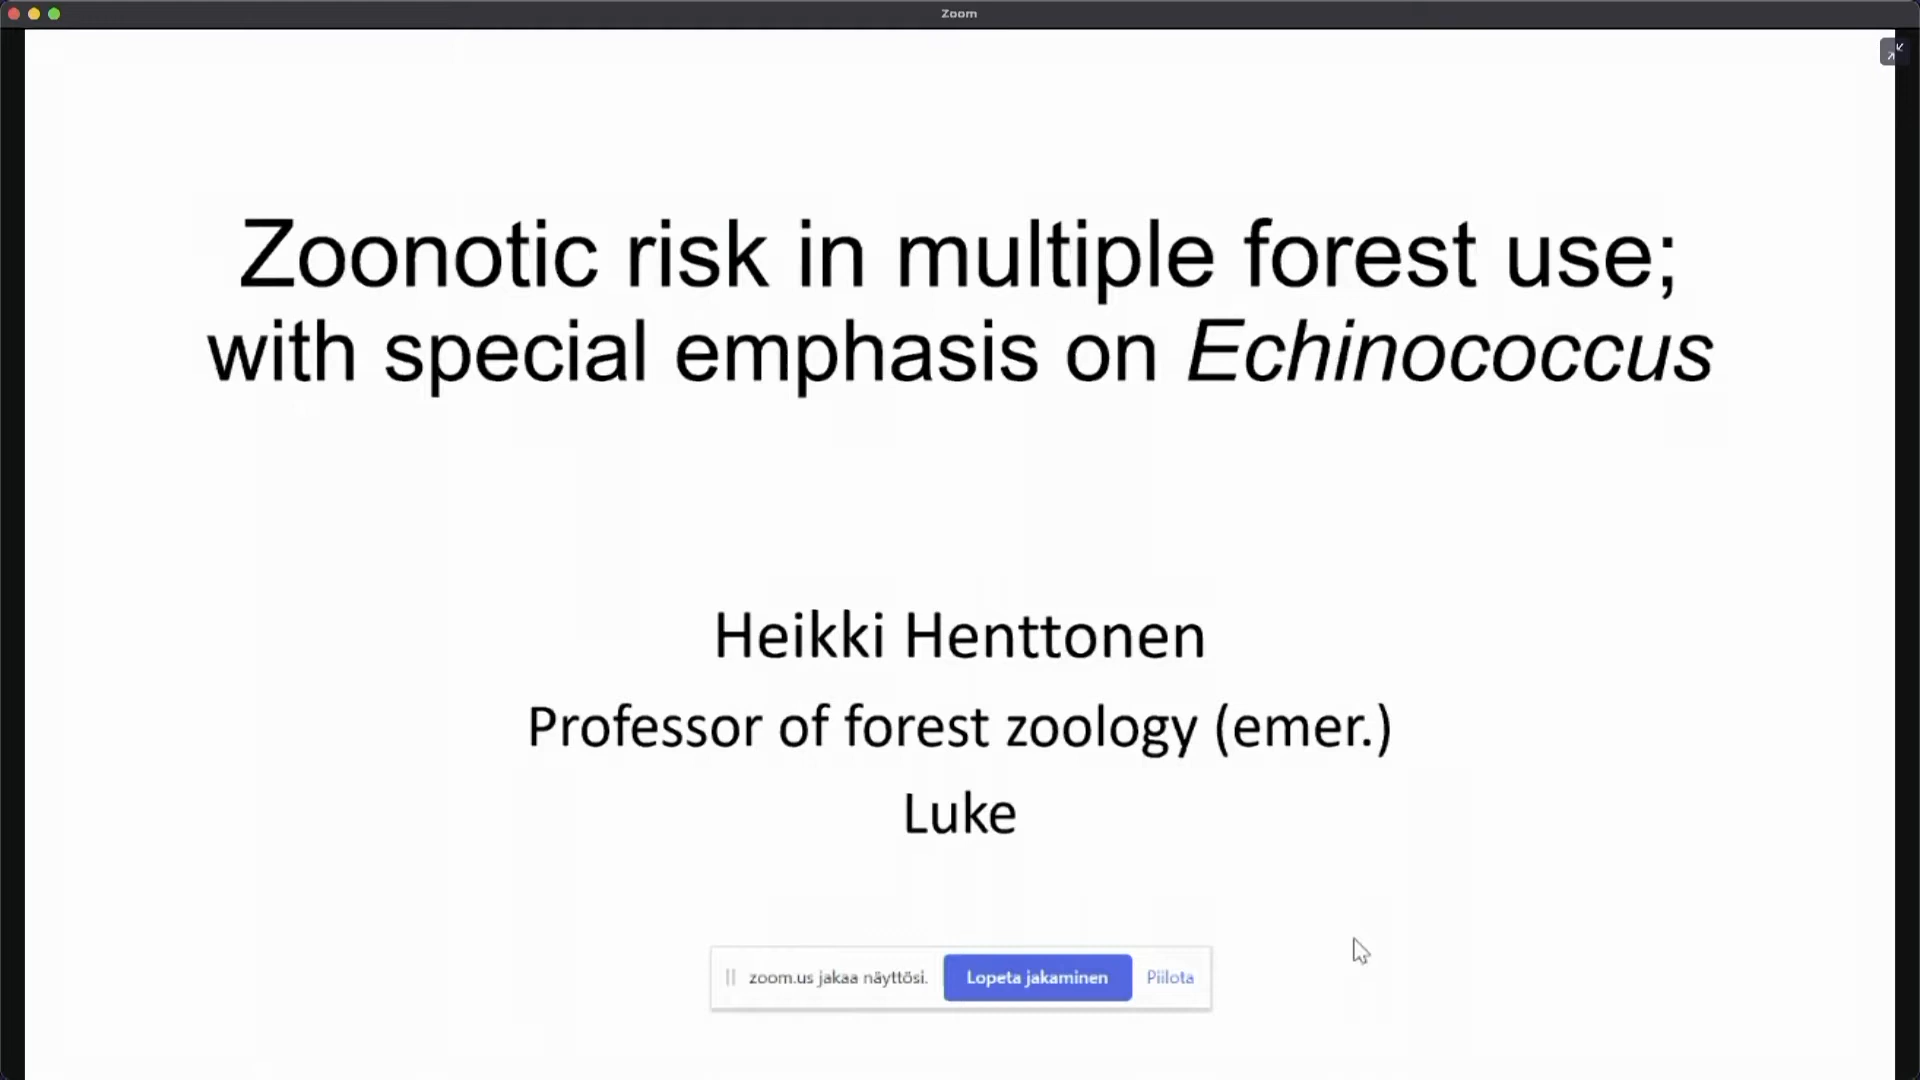 Zoom
Zoonotic risk in multiple forest use;
with special emphasis on Echinococcus
Heikki Henttonen
Professor of forest zoology (emer.)
Luke
zoom.us jakaa näyttösi. Lopeta jakaminen Piilota